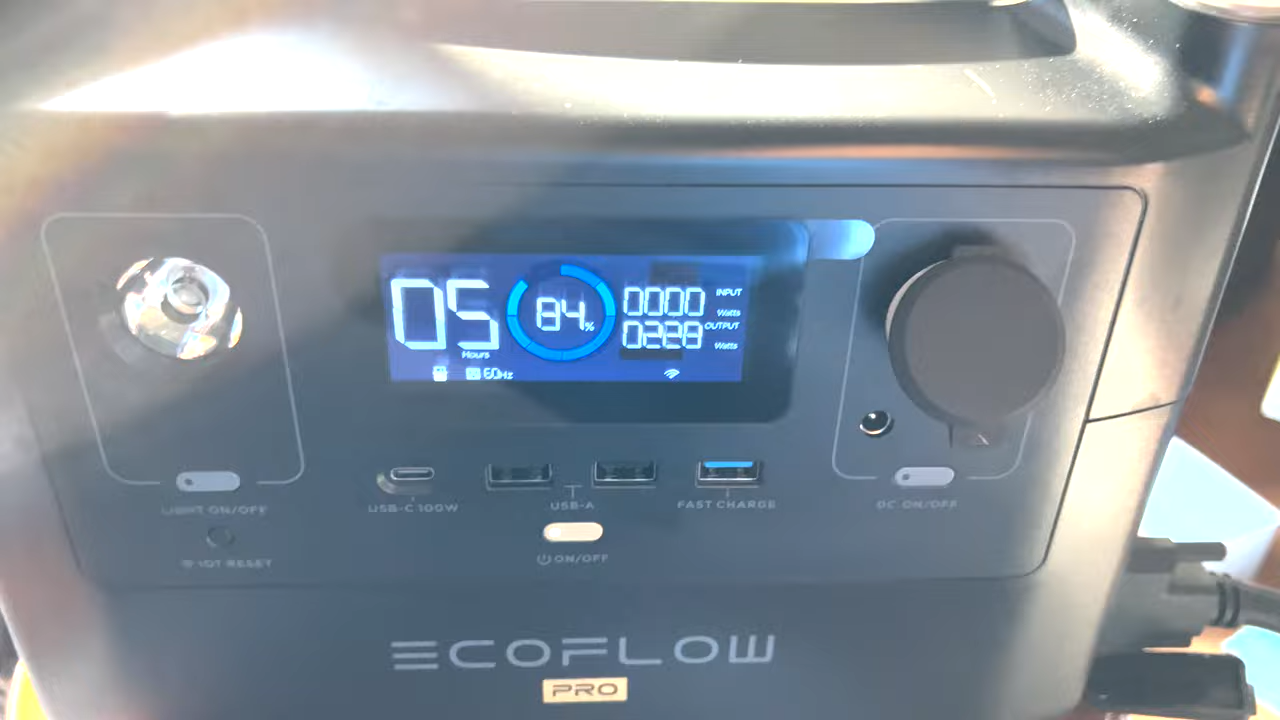 05 Hours
84%
0000 INPUT Watts
0228 OUTPUT Watts
60Hz
LIGHT ON/OFF
USB-C 100W
USB-A
FAST CHARGE
DC ON/OFF
ON/OFF
IOT RESET
ECOFLOW
PRO